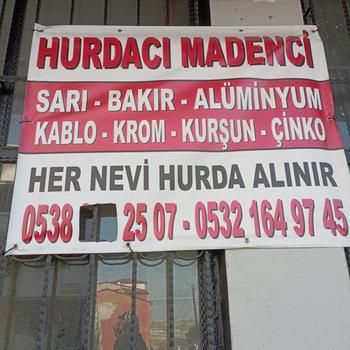 HURDACI MADENCİ
SARI - BAKIR - ALÜMİNYUM
KABLO - KROM - KURŞUN - ÇİNKO
HER NEVİ HURDA ALINIR
0538 25 07 - 0532 164 97 45